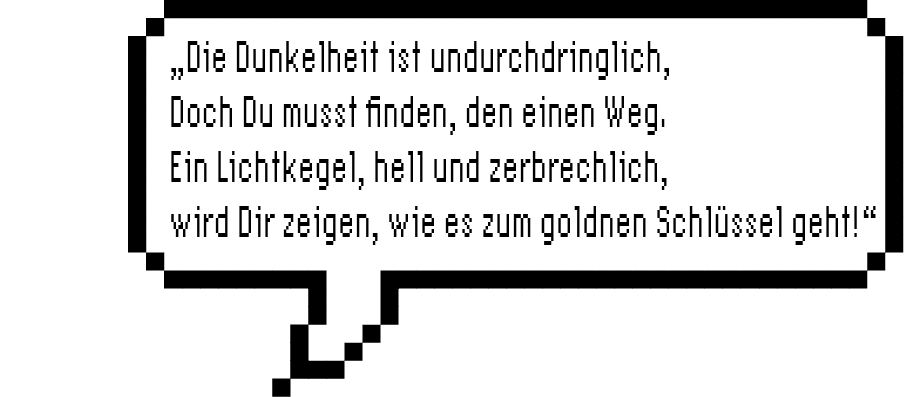 „Die Dunkelheit ist undurchdringlich,
Doch Du musst finden, den einen Weg.
Ein Lichtkegel, hell und zerbrechlich,
wird Dir zeigen, wie es zum goldnen Schlüssel geht!“